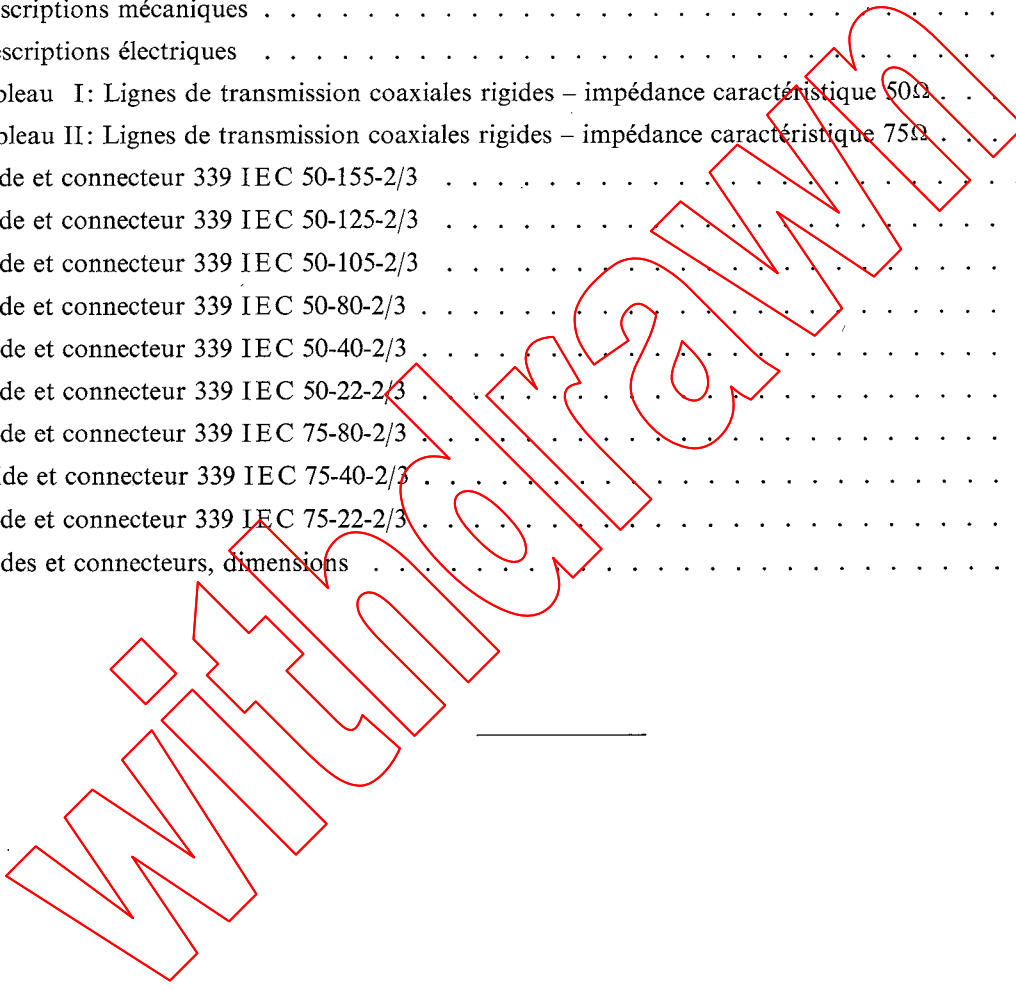 scriptions mécaniques . . . . . . . . . . . . . . . . . . . . . . . . . . .
escriptions électriques . . . . . . . . . . . . . . . . . . . . . . . . . . .
bleau I: Lignes de transmission coaxiales rigides – impédance caractéristique 50Ω . . .
bleau II: Lignes de transmission coaxiales rigides – impédance caractéristique 75Ω . . .
de et connecteur 339 IEC 50-155-2/3 . . . . . . . . . . . . . . . . . . . . . .
de et connecteur 339 IEC 50-125-2/3 . . . . . . . . . . . . . . . . . . . . . .
de et connecteur 339 IEC 50-105-2/3 . . . . . . . . . . . . . . . . . . . . . .
de et connecteur 339 IEC 50-80-2/3 . . . . . . . . . . . . . . . . . . . . . . .
de et connecteur 339 IEC 50-40-2/3 . . . . . . . . . . . . . . . . . . . . . . .
de et connecteur 339 IEC 50-22-2/3 . . . . . . . . . . . . . . . . . . . . . . .
de et connecteur 339 IEC 75-80-2/3 . . . . . . . . . . . . . . . . . . . . . . .
ide et connecteur 339 IEC 75-40-2/3 . . . . . . . . . . . . . . . . . . . . . . .
de et connecteur 339 IEC 75-22-2/3 . . . . . . . . . . . . . . . . . . . . . . .
des et connecteurs, dimensions . . . . . . . . . . . . . . . . . . . . . . . . .
withdrawn